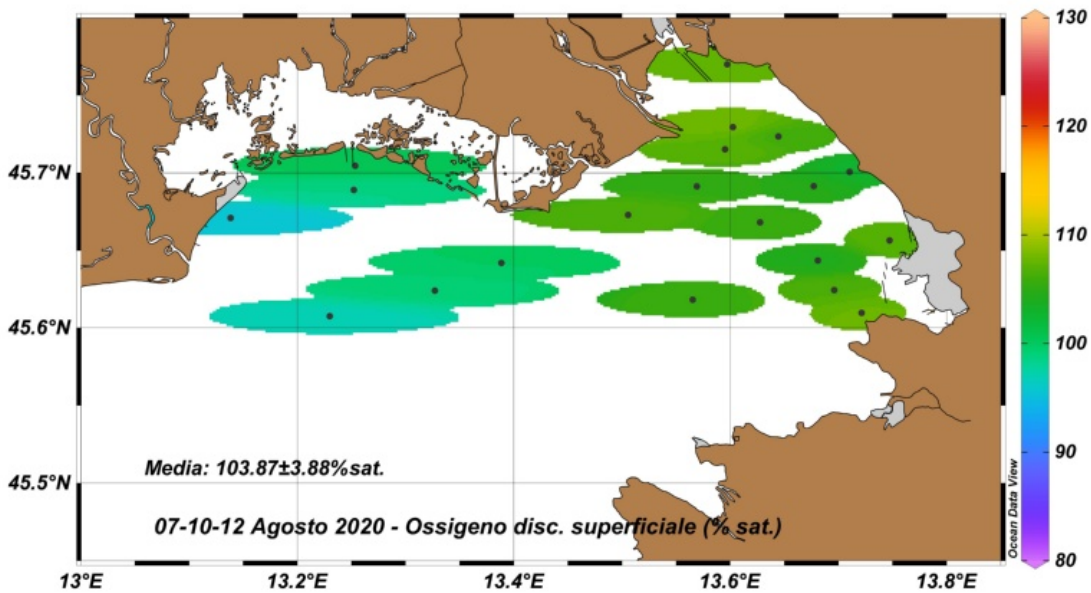 130
120
110
100
90
80
45.7°N
45.6°N
45.5°N
Media: 103.87±3.88%sat.
07-10-12 Agosto 2020 - Ossigeno disc. superficiale (% sat.)
Ocean Data View
13°E
13.2°E
13.4°E
13.6°E
13.8°E